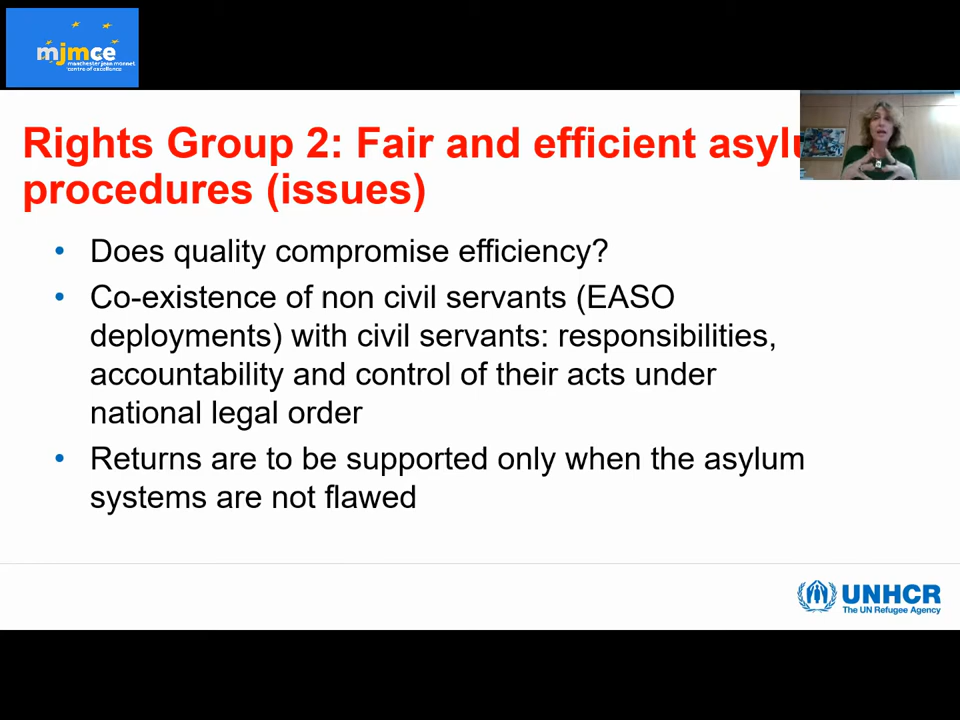 mjmce
manchester jean monnet
centre of excellence
Rights Group 2: Fair and efficient
procedures (issues)
• Does quality compromise efficiency?
• Co-existence of non civil servants (EASO
deployments) with civil servants: responsibilities,
accountability and control of their acts under
national legal order
• Returns are to be supported only when the asylum
systems are not flawed
UNHCR
The UN Refugee Agency